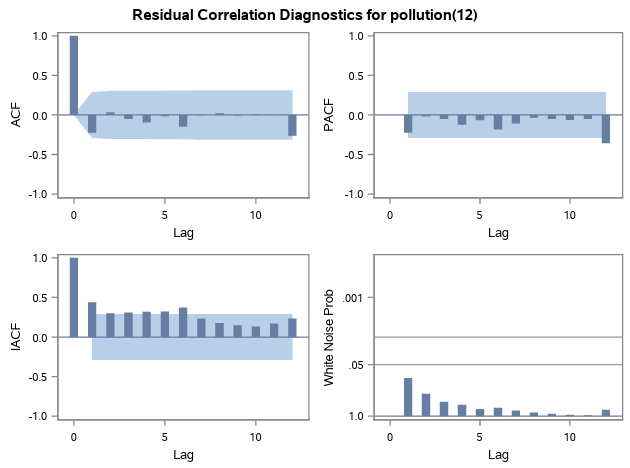 Residual Correlation Diagnostics for pollution(12)
ACF
1.0
0.5
0.0
-0.5
-1.0
0 5 10
Lag
PACF
1.0
0.5
0.0
-0.5
-1.0
0 5 10
Lag
IACF
1.0
0.5
0.0
-0.5
-1.0
0 5 10
Lag
White Noise Prob
.001
.05
1.0
0 5 10
Lag